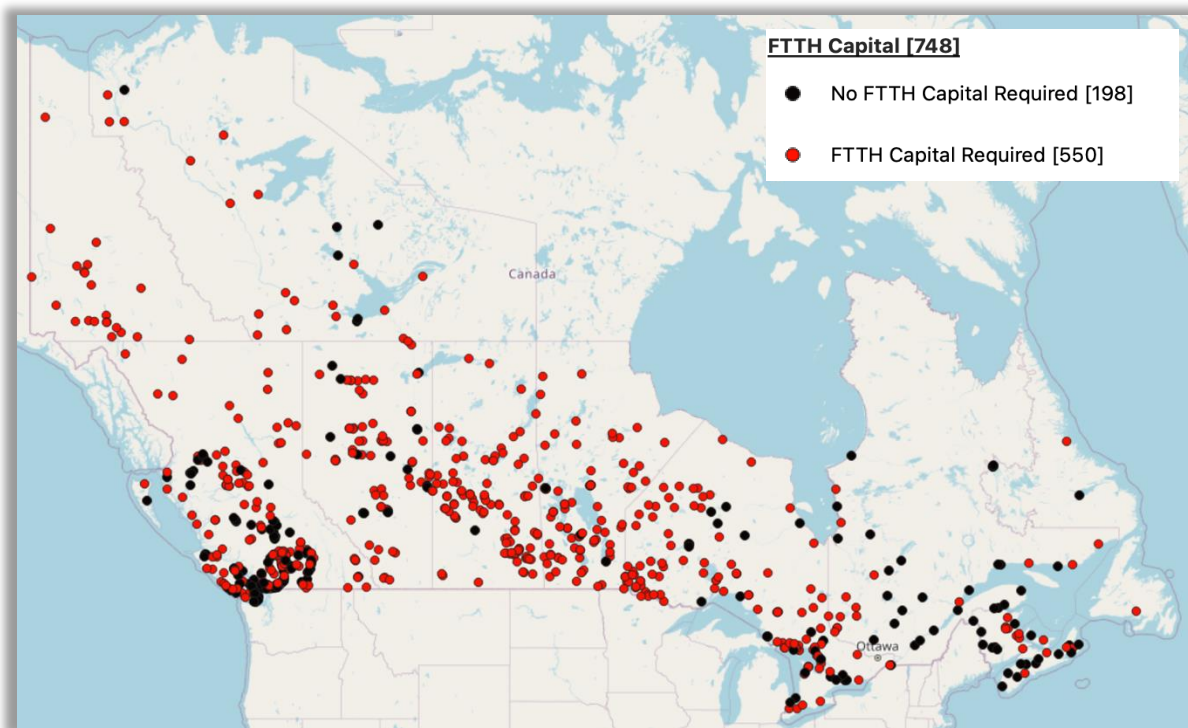 FTTH Capital [748]
No FTTH Capital Required [198]
FTTH Capital Required [550]
Canada
Ottawa